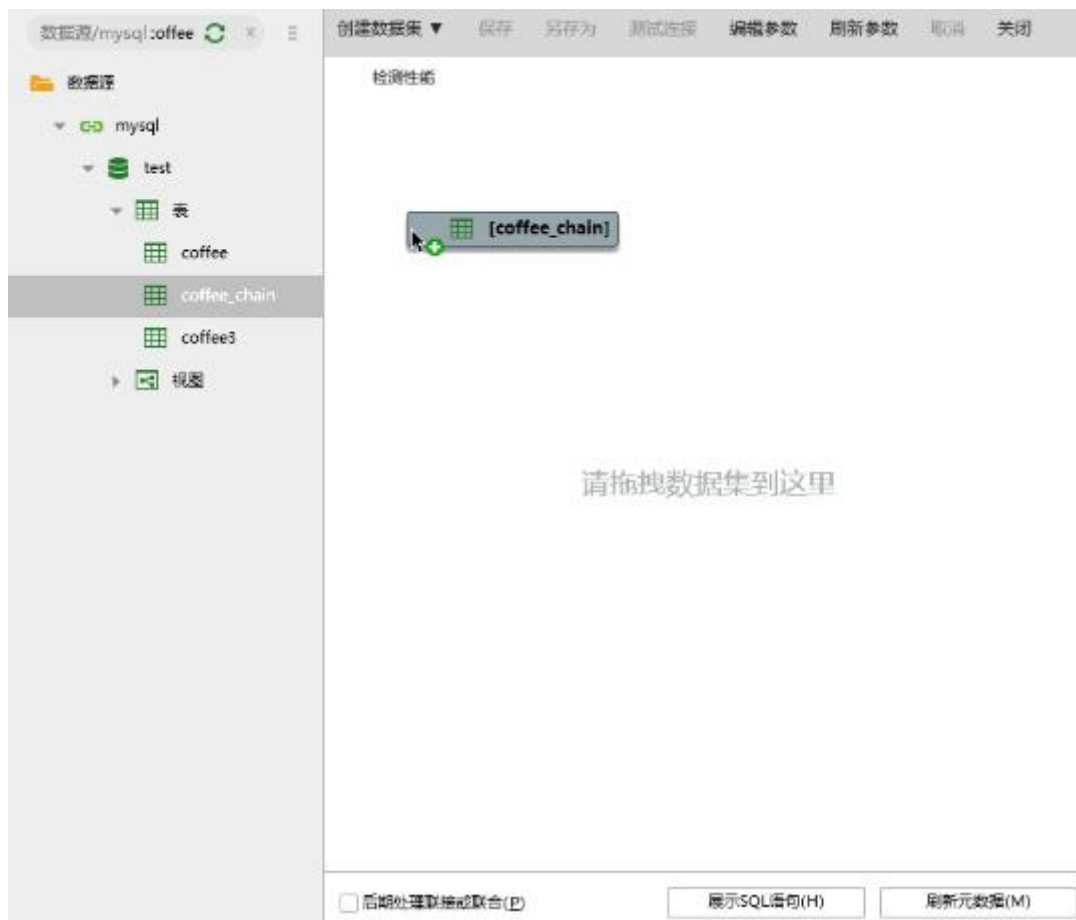 数据源/mysql :offee
创建数据集 ▼ 保存 另存为 测试连接 编辑参数 刷新参数 取消 关闭
数据源
检测性能
mysql
test
表
[coffee_chain]
coffee
coffee_chain
coffee3
视图
请拖拽数据集到这里
后期处理联接或联合(P)
展示SQL语句(H)
刷新元数据(M)